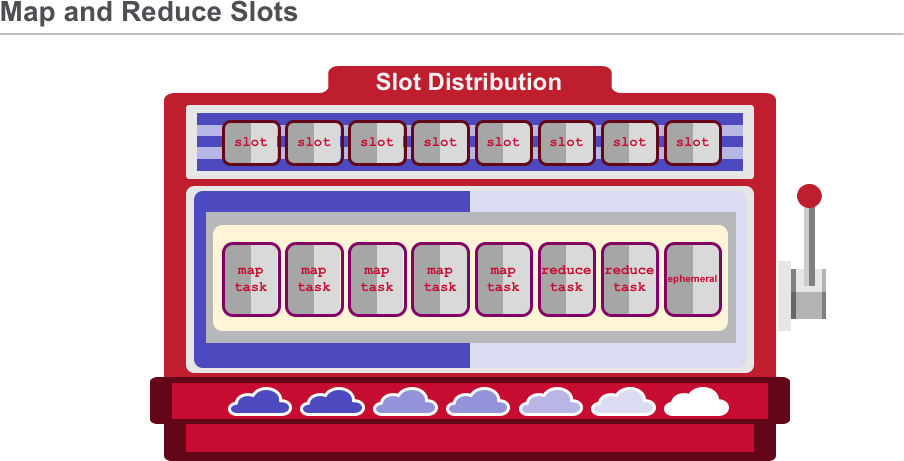 Map and Reduce Slots
Slot Distribution
slot slot slot slot slot slot slot slot
map map map map map reduce reduce ephemeral
task task task task task task task